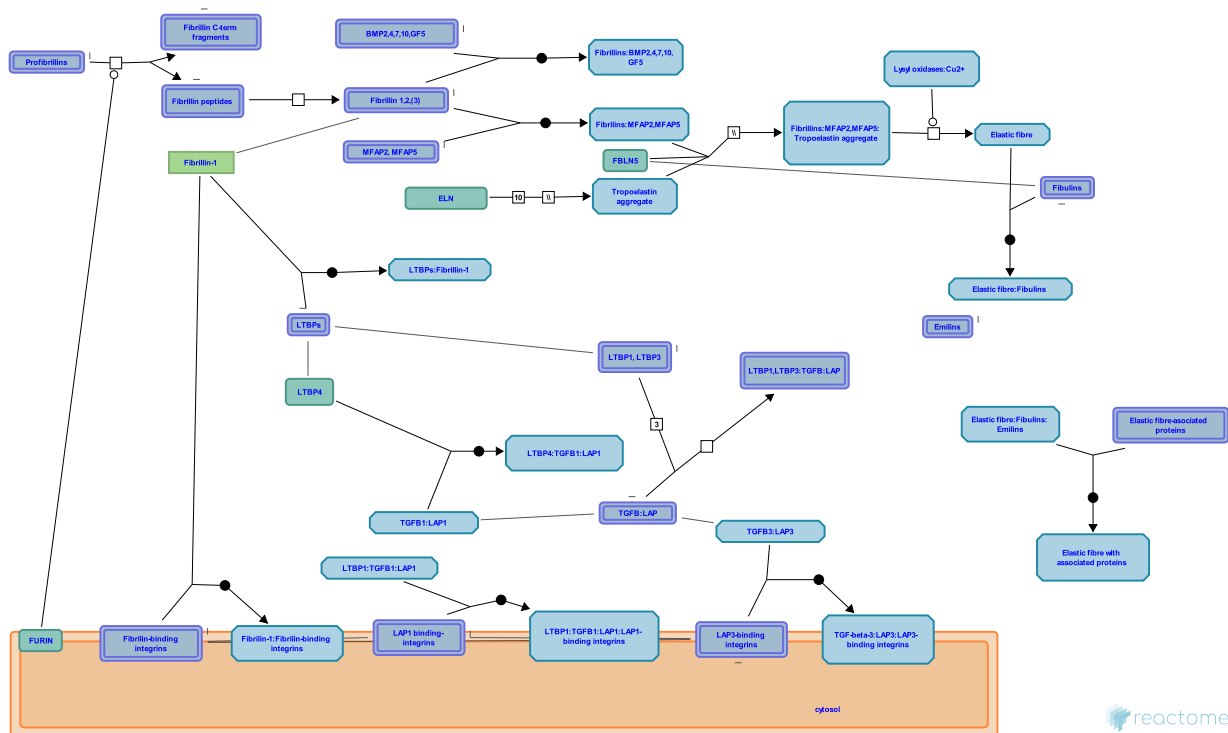 Fibrillin C-term
fragments
BMP2,4,7,10,GF5
Fibrillins:BMP2,4,7,10,
GF5
Profibrillins
Lysyl oxidases:Cu2+
Fibrillin peptides
Fibrillin 1,2,(3)
Fibrilins:MFAP2,MFAP5
\\
Fibrillins:MFAP2,MFAP5:
Tropoelastin aggregate
Elastic fibre
MFAP2, MFAP5
Fibrillin-1
FBLN5
Fibulins
ELN
10
\\
Tropoelastin
aggregate
LTBPs:Fibrillin-1
Elastic fibre:Fibulins
LTBPs
Emilins
LTBP1, LTBP3
LTBP1,LTBP3:TGFB:LAP
LTBP4
3
Elastic fibre:Fibulins:
Emilins
Elastic fibre-asociated
proteins
LTBP4:TGFB1:LAP1
TGFB1:LAP1
TGFB:LAP
TGFB3:LAP3
LTBP1:TGFB1:LAP1
Elastic fibre with
associated proteins
FURIN
Fibrilin-binding
integrins
Fibrilin-1:Fibrilin-binding
integrins
LAP1 binding-
integrins
LTBP1:TGFB1:LAP1:LAP1-
binding integrins
LAP3-binding
integrins
TGF-beta-3:LAP3:LAP3-
binding integrins
cytosol
reactome